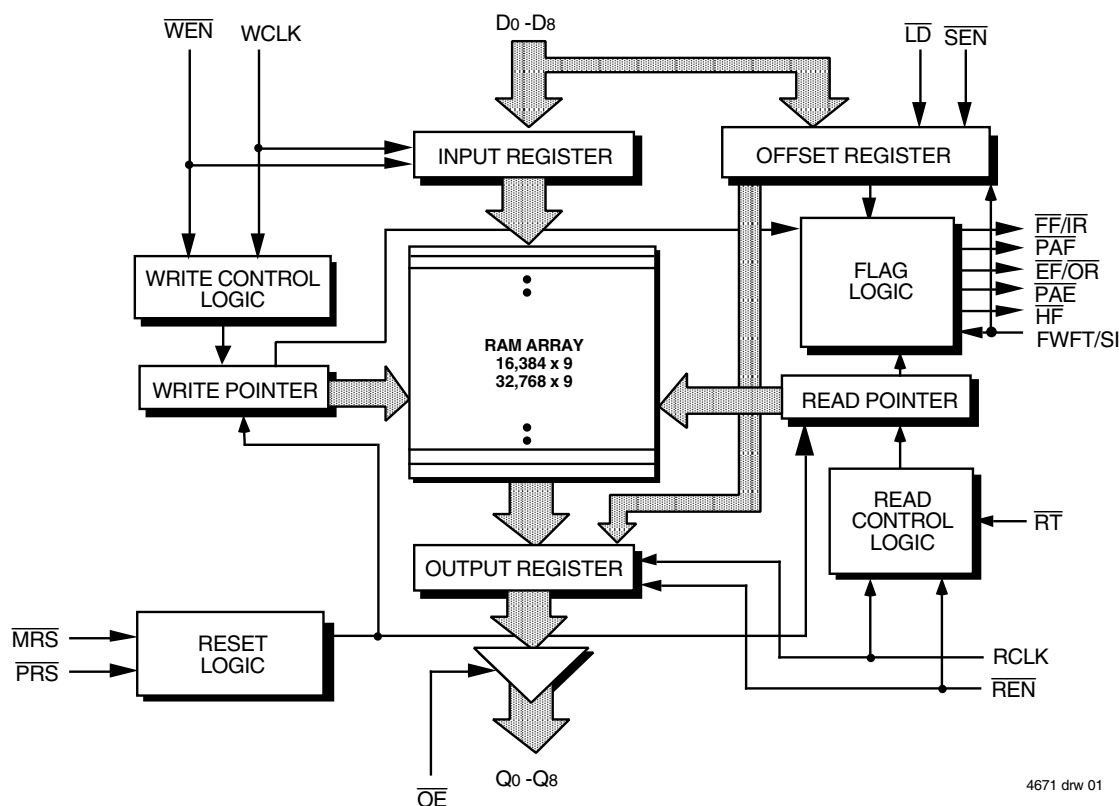 WEN
WCLK
D0 -D8
LD
SEN
INPUT REGISTER
OFFSET REGISTER
WRITE CONTROL
LOGIC
FLAG
LOGIC
FF/IR
PAF
EF/OR
PAE
HF
FWFT/SI
RAM ARRAY
16,384 x 9
32,768 x 9
WRITE POINTER
READ POINTER
READ
CONTROL
LOGIC
RT
OUTPUT REGISTER
MRS
PRS
RESET
LOGIC
RCLK
REN
OE
Q0 -Q8
4671 drw 01